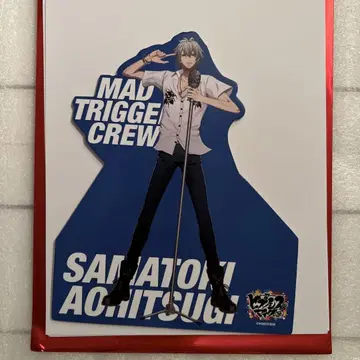 MAD
TRIGGE
CREW
SAMATOKI
AOHITSUGI